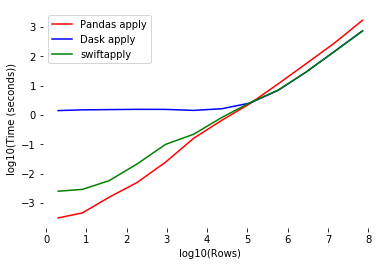 Pandas apply
Dask apply
swiftapply
log10(Time (seconds))
3
2
1
0
−1
−2
−3
0 1 2 3 4 5 6 7 8
log10(Rows)